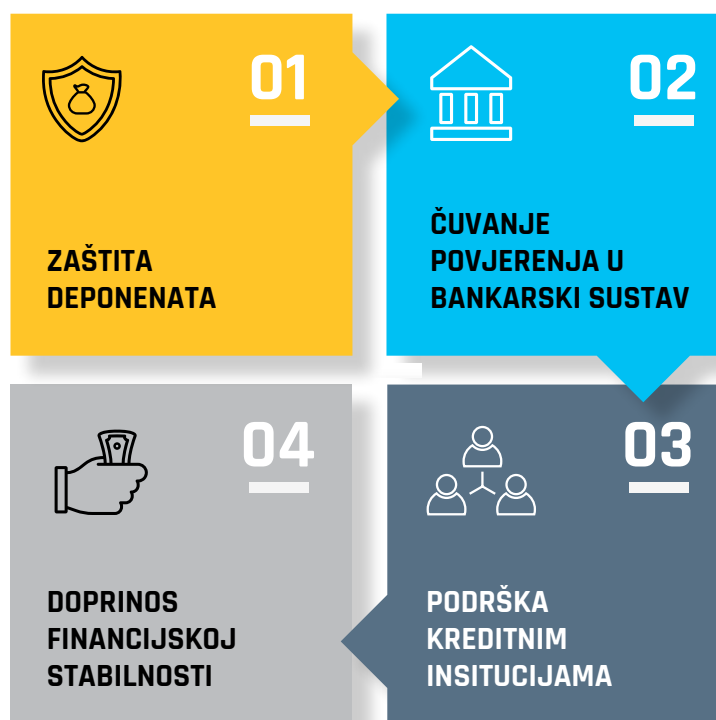 01
ZAŠTITA
DEPONENATA
02
ČUVANJE
POVJERENJA U
BANKARSKI SUSTAV
03
PODRŠKA
KREDITNIM
INSITUCIJAMA
04
DOPRINOS
FINANCIJSKOJ
STABILNOSTI